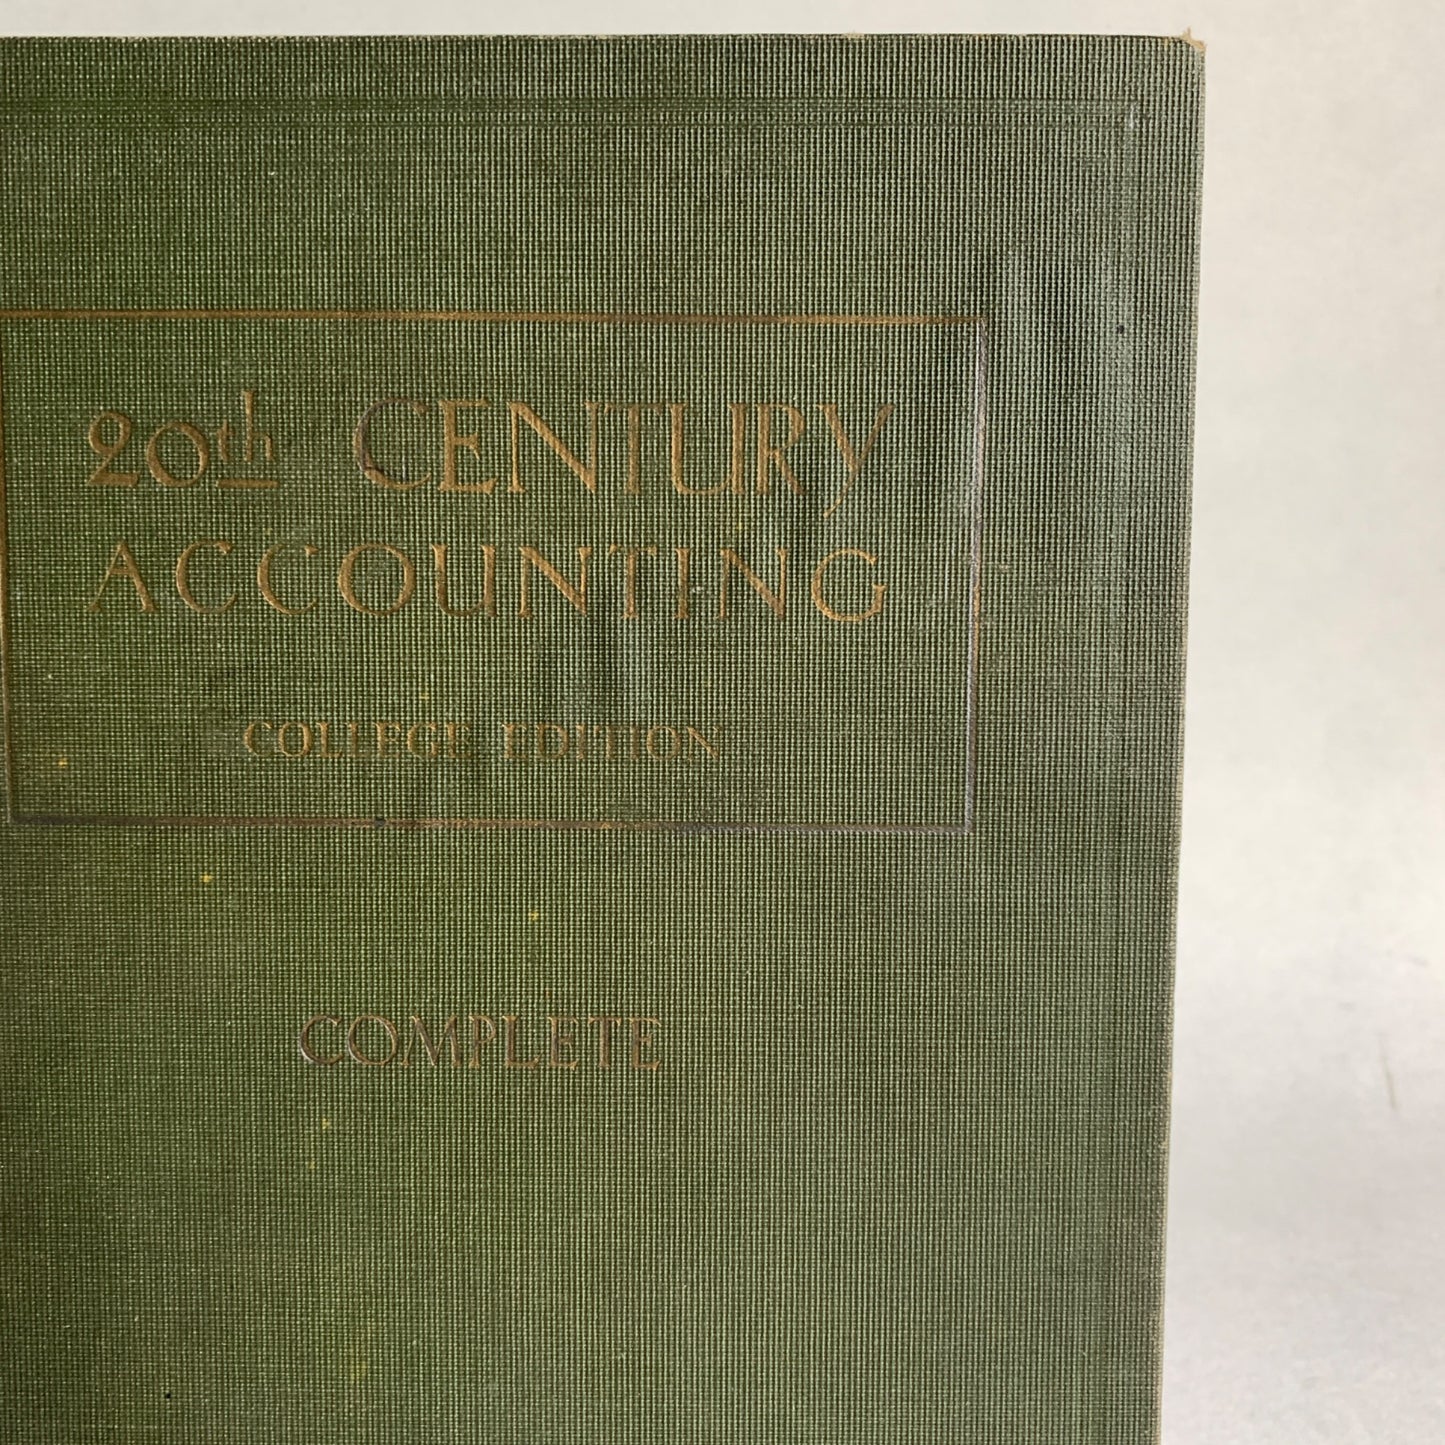 20th CENTURY
ACCOUNTING
COLLEGE EDITION
COMPLETE